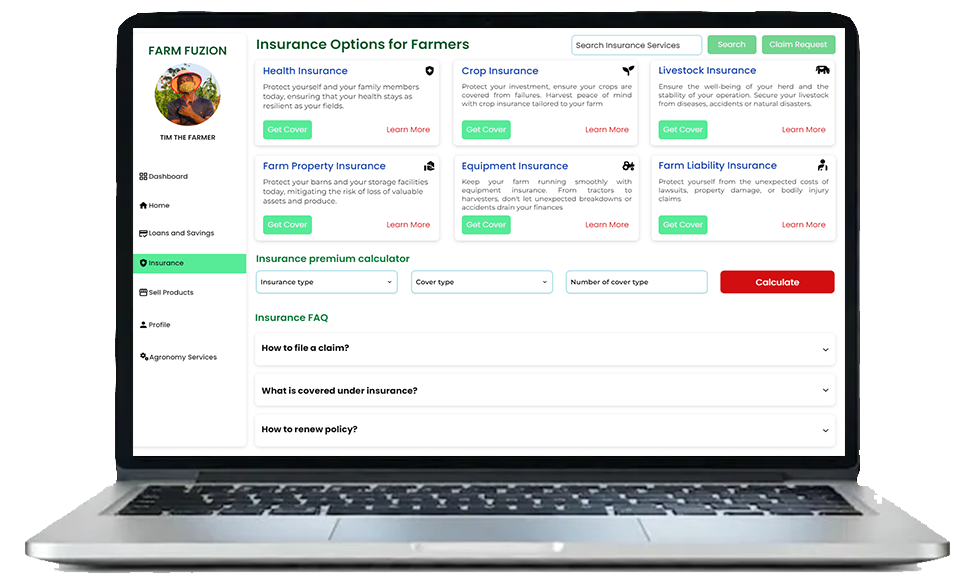 FARM FUZION
TIM THE FARMER
Dashboard
Home
Loans and Savings
Insurance
Sell Products
Profile
Agronomy Services
Insurance Options for Farmers
Search Insurance Services
Search
Claim Request
Health Insurance
Protect yourself and your family members
today, ensuring that your health stays as
resilient as your fields.
Get Cover
Learn More
Crop Insurance
Protect your investment, ensure your crops are
covered from failures. Harvest peace of mind
with crop insurance tailored to your farm
Get Cover
Learn More
Livestock Insurance
Ensure the well-being of your herd and the
stability of your operation. Secure your livestock
from diseases, accidents or natural disasters.
Get Cover
Learn More
Farm Property Insurance
Protect your barns and your storage facilities
today, mitigating the risk of loss of valuable
assets and produce.
Get Cover
Learn More
Equipment Insurance
Keep your farm running smoothly with
equipment insurance. From tractors to
harvesters, don't let unexpected breakdowns or
accidents drain your finances
Get Cover
Learn More
Farm Liability Insurance
Protect yourself from the unexpected costs of
lawsuits, property damage, or bodily injury
claims
Get Cover
Learn More
Insurance premium calculator
Insurance type
Cover type
Number of cover type
Calculate
Insurance FAQ
How to file a claim?
What is covered under insurance?
How to renew policy?